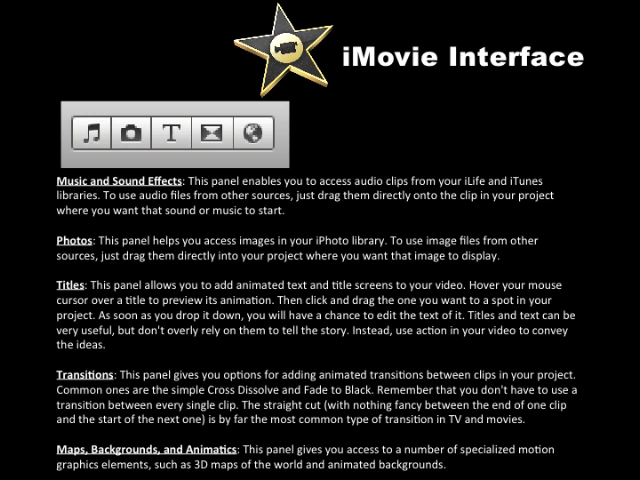 iMovie Interface
T
Music and Sound Effects: This panel enables you to access audio clips from your iLife and iTunes
libraries. To use audio files from other sources, just drag them directly onto the clip in your project
where you want that sound or music to start.
Photos: This panel helps you access images in your iPhoto library. To use image files from other
sources, just drag them directly into your project where you want that image to display.
Titles: This panel allows you to add animated text and title screens to your video. Hover your mouse
cursor over a title to preview its animation. Then click and drag the one you want to a spot in your
project. As soon as you drop it down, you will have a chance to edit the text of it. Titles and text can be
very useful, but don't overly rely on them to tell the story. Instead, use action in your video to convey
the ideas.
Transitions: This panel gives you options for adding animated transitions between clips in your project.
Common ones are the simple Cross Dissolve and Fade to Black. Remember that you don't have to use a
transition between every single clip. The straight cut (with nothing fancy between the end of one clip
and the start of the next one) is by far the most common type of transition in TV and movies.
Maps, Backgrounds, and Animatics: This panel gives you access to a number of specialized motion
graphics elements, such as 3D maps of the world and animated backgrounds.